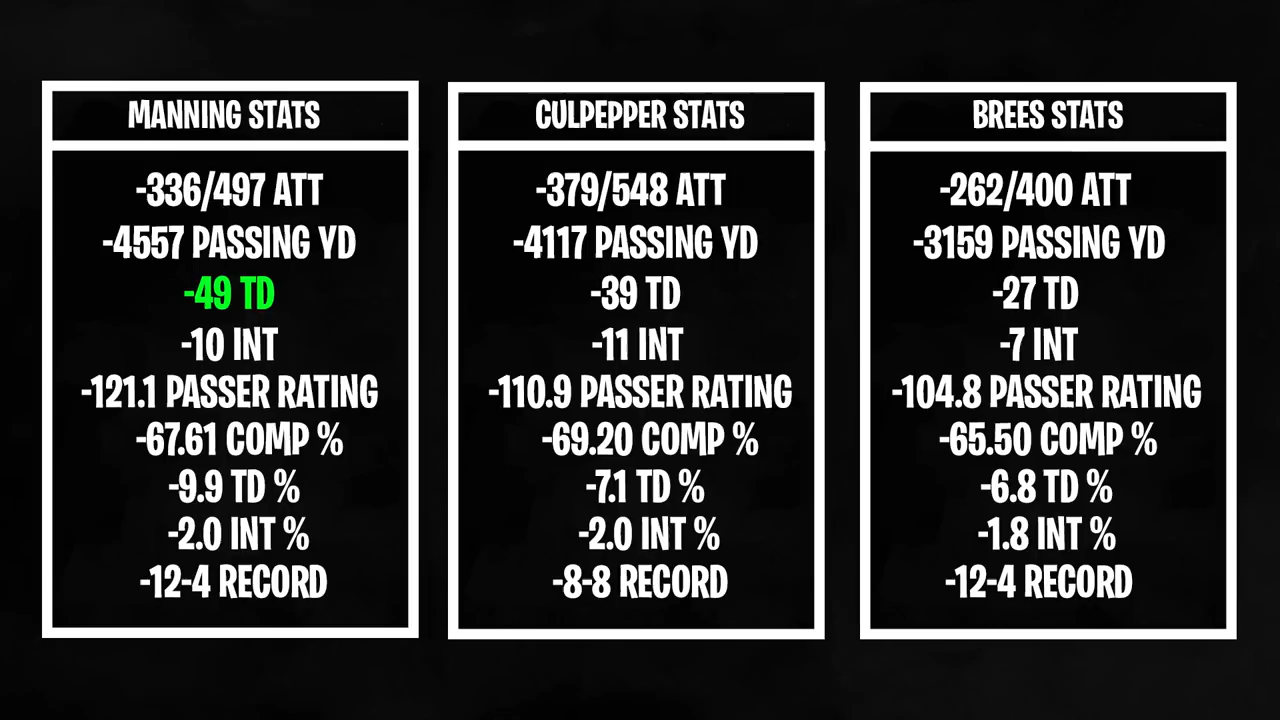 MANNING STATS
-336/497 ATT
-4557 PASSING YD
-49 TD
-10 INT
-121.1 PASSER RATING
-67.61 COMP %
-9.9 TD %
-2.0 INT %
-12-4 RECORD
CULPEPPER STATS
-379/548 ATT
-4117 PASSING YD
-39 TD
-11 INT
-110.9 PASSER RATING
-69.20 COMP %
-7.1 TD %
-2.0 INT %
-8-8 RECORD
BREES STATS
-262/400 ATT
-3159 PASSING YD
-27 TD
-7 INT
-104.8 PASSER RATING
-65.50 COMP %
-6.8 TD %
-1.8 INT %
-12-4 RECORD